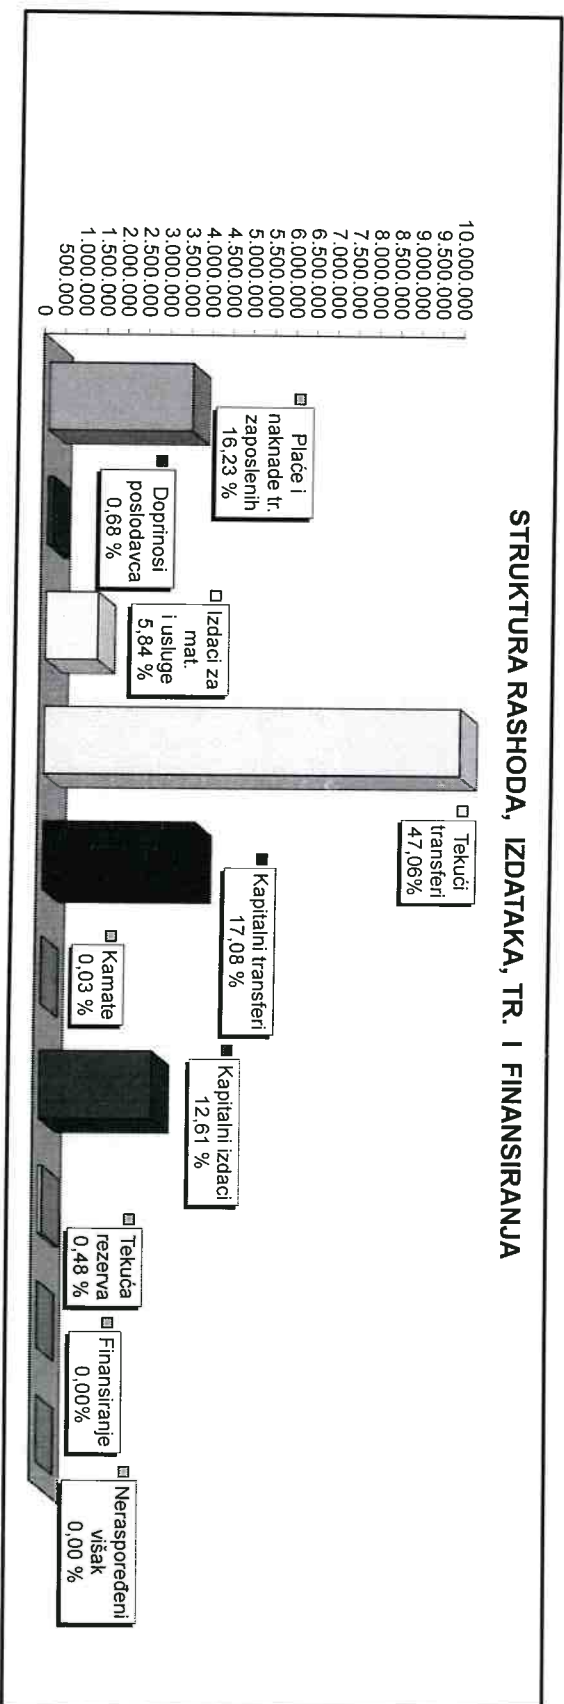 STRUKTURA RASHODA, IZDATAKA, TR. I FINANSIRANJA
10.000.000
9.500.000
9.000.000
8.500.000
8.000.000
7.500.000
7.000.000
6.500.000
6.000.000
5.500.000
5.000.000
4.500.000
4.000.000
3.500.000
3.000.000
2.500.000
2.000.000
1.500.000
1.000.000
500.000
0
Plaće i
naknade tr.
zaposlenih
16,23 %
Doprinosi
poslodavca
0,68 %
Izdaci za
mat.
i usluge
5,84 %
Tekući
transferi
47,06%
Kapitalni transferi
17,08 %
Kamate
0,03 %
Kapitalni izdaci
12,61 %
Tekuća
rezerva
0,48 %
Finansiranje
0,00%
Neraspoređeni
višak
0,00 %